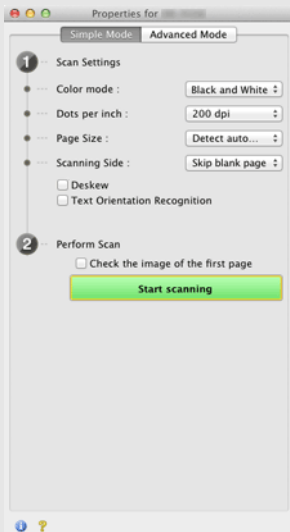 Properties for
Simple Mode Advanced Mode
1 Scan Settings
Color mode : Black and White
Dots per inch : 200 dpi
Page Size : Detect auto...
Scanning Side : Skip blank page
Deskew
Text Orientation Recognition
2 Perform Scan
Check the image of the first page
Start scanning